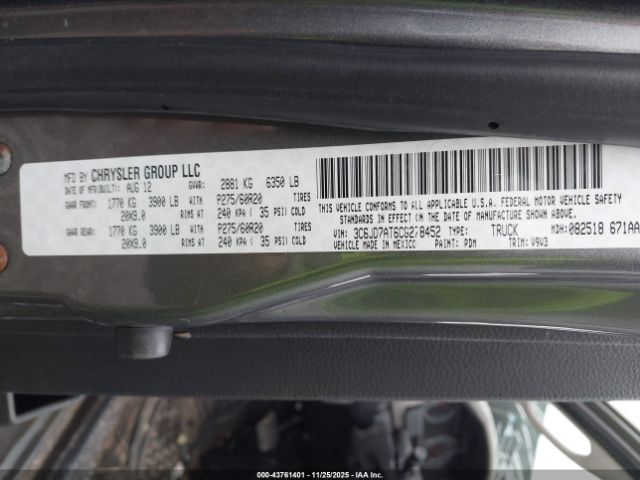 MFD BY CHRYSLER GROUP LLC
DATE OF MFR(BUILT): AUG 12 GVWR: 2881 KG 6350 LB
GAWR FRONT: 1770 KG 3900 LB WITH P275/60R20 TIRES
20X9.0 RIMS AT 240 KPA ( 35 PSI) COLD
GAWR REAR: 1770 KG 3900 LB WITH P275/60R20 TIRES
20X9.0 RIMS AT 240 KPA ( 35 PSI) COLD
THIS VEHICLE CONFORMS TO ALL APPLICABLE U.S.A. FEDERAL MOTOR VEHICLE SAFETY
STANDARDS IN EFFECT ON THE DATE OF MANUFACTURE SHOWN ABOVE.
VIN: 3C6JD7AT6CG278452 TYPE: TRUCK MDH: 082518 671AA
MADE IN MEXICO PAINT: PDM TRIM: V9V3
000-43761401 - 11/25/2025 - IAAI.COM